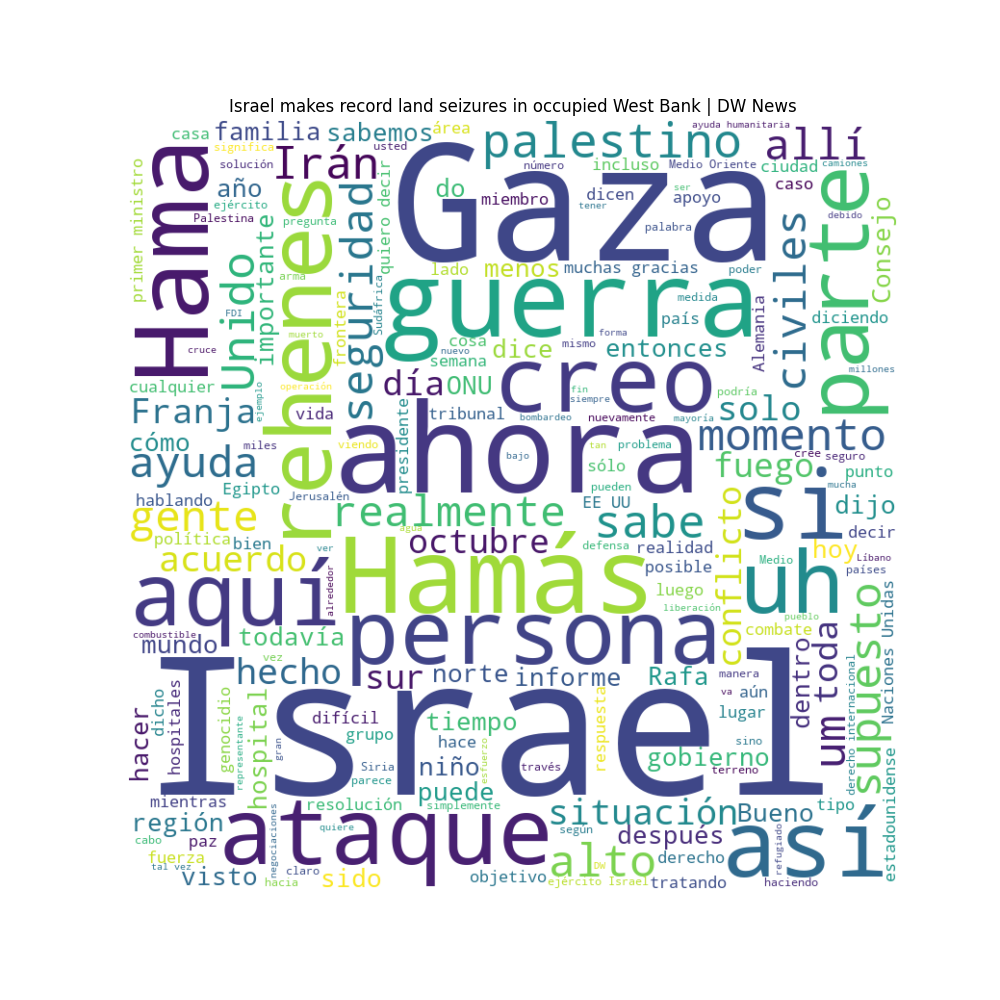 Israel makes record land seizures in occupied West Bank | DW News
casa
familia
sabemos
área
significa
usted
solución
Irán
palestino
ayuda humanitaria
allí
número
incluso
Medio Oriente
ciudad
camiones
caso
Hama
primer ministro
año
ejército
Palestina
pregunta
importante
rehenes
seguridad
quiero decir
do
miembro
dicen
apoyo
ser
tener
palabra
debido
Gaza
parte
Consejo
civiles
Unido
arma
FDI
muerto
frontera
Sudáfrica
lado
menos
muchas gracias
poder
guerra
medida
país
Alemania
diciendo
cruce
cosa
nuevo
semana
dice
forma
mismo
entonces
millones
cualquier
ejemplo
operación
día
ONU
creo
fin
siempre
podría
solo
Franja
vida
presidente
tribunal
bombardeo
nuevamente
mayoría
momento
cómo
miles
viendo
ahora
bajo
tan
problema
cree
seguro
ayuda
sólo
fuego
punto
hablando
Egipto
Jerusalén
pueden
EE UU
si
mucha
dijo
gente
realmente
sabe
conflicto
política
bien
ver
agua
octubre
defensa
realidad
decir
hoy
Líbano
acuerdo
posible
Medio
países
aquí
alrededor
Hamás
luego
liberación
uh
pueblo
supuesto
Naciones Unidas
combustible
mundo
todavía
persona
combate
um
toda
dentro
vez
hecho
sur
norte
informe
Rafa
manera
va
aún
derecho internacional
estadounidense
hacer
dicho
hospitales
genocidio
representante
hospital
gran
Israel
difícil
grupo
tiempo
respuesta
lugar
hace
Siria
parece
niño
esfuerzo
través
gobierno
sino
terreno
mientras
resolución
puede
simplemente
situación
Bueno
tipo
región
cabo
paz
ataque
quiere
según
después
así
refugiado
fuerza
tal vez
negociaciones
claro
alto
DW
derecho
visto
hacia
sido
objetivo
ejército Israel
tratando
haciendo